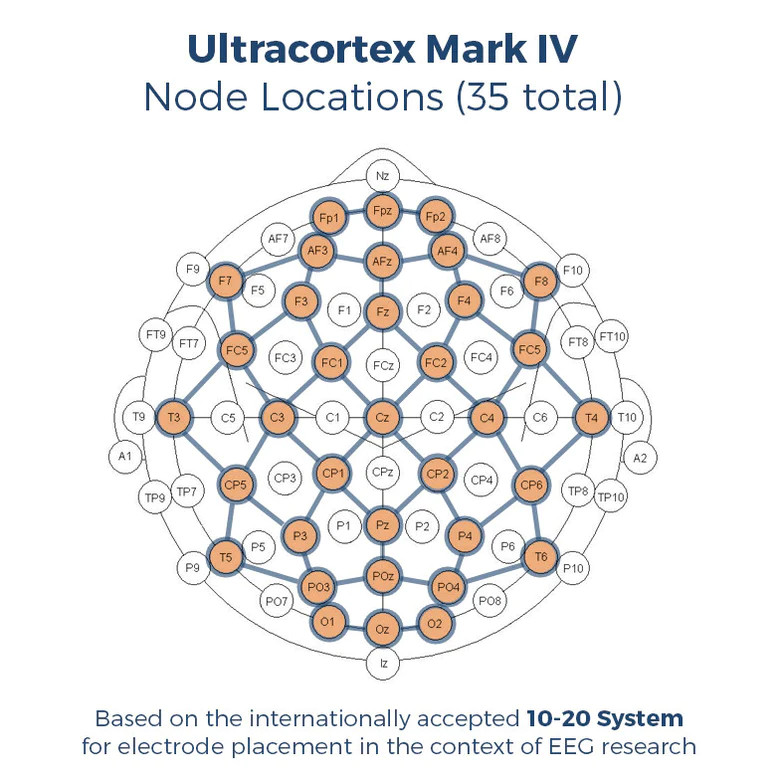 Ultracortex Mark IV
Node Locations (35 total)
Nz
Fp1 Fpz Fp2
AF7 AF3 AFz AF4 AF8
F9 F7 F5 F3 F1 Fz F2 F4 F6 F8 F10
FT9 FT7 FC5 FC3 FC1 FCz FC2 FC4 FC5 FT8 FT10
T9 T3 C5 C3 C1 Cz C2 C4 C6 T4 T10
A1 A2
TP9 TP7 CP5 CP3 CP1 CPz CP2 CP4 CP6 TP8 TP10
P9 T5 P5 P3 P1 Pz P2 P4 P6 T6 P10
PO7 PO3 POz PO4 PO8
O1 Oz O2
Iz
Based on the internationally accepted 10-20 System
for electrode placement in the context of EEG research